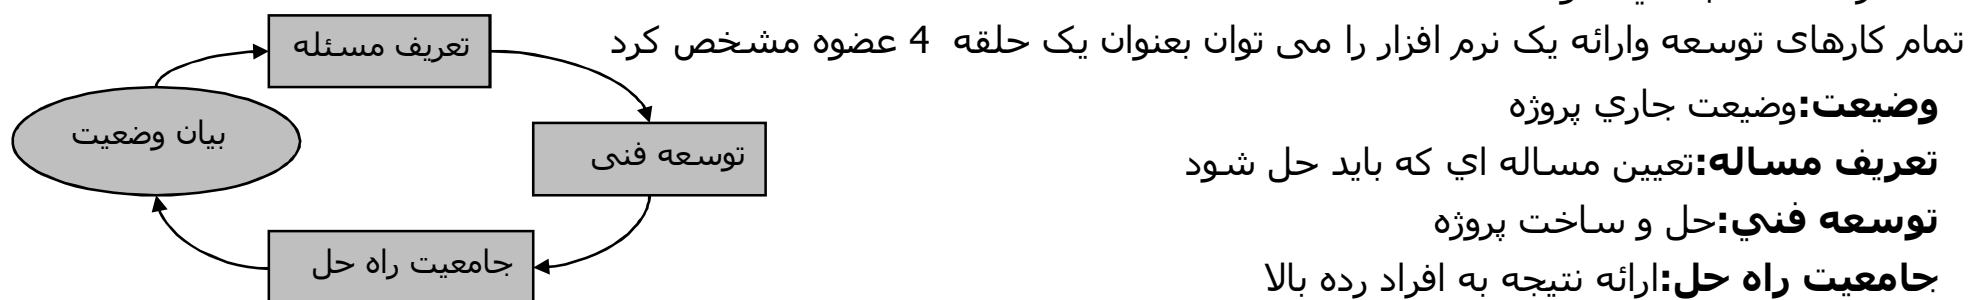 تمام کارهای توسعه وارائه یک نرم افزار را می توان بعنوان یک حلقه 4 عضوه مشخص کرد
وضیعت:وضیعت جاري پروژه
تعریف مساله:تعیین مساله اي که باید حل شود
توسعه فني:حل و ساخت پروژه
جامعیت راه حل:ارائه نتیجه به افراد رده بالا
تعریف مسئله
بیان وضعیت
توسعه فنی
جامعیت راه حل